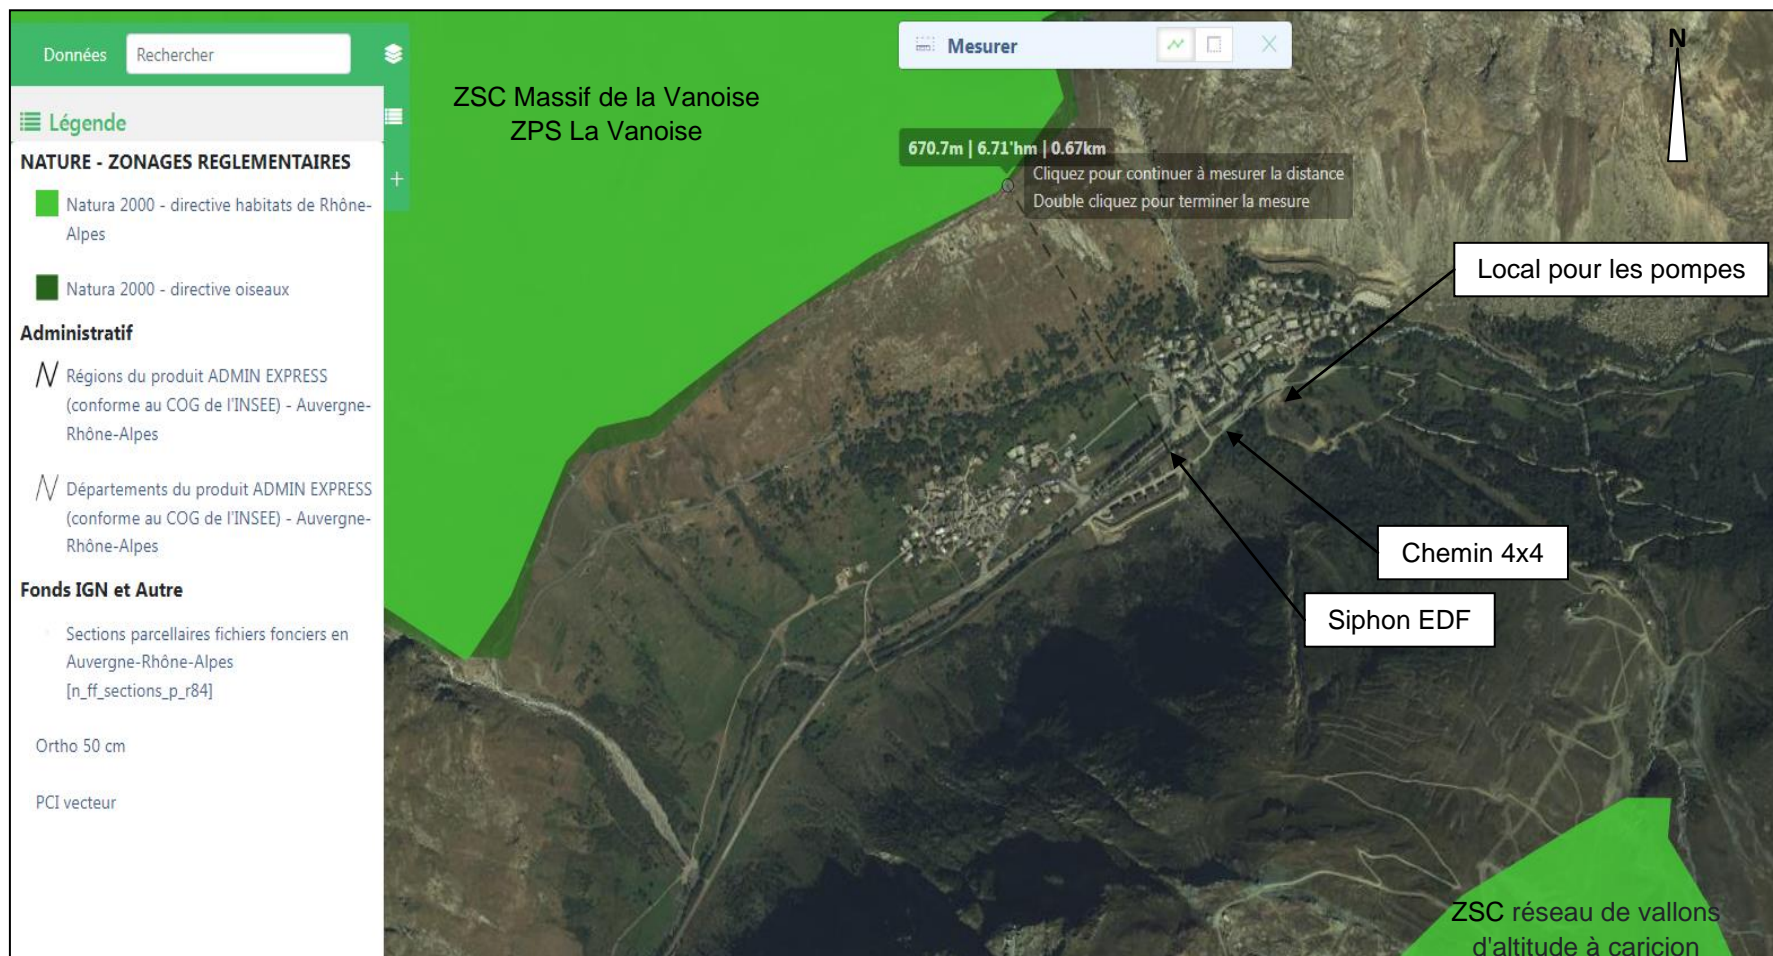 Données
Rechercher
Légende
NATURE - ZONAGES REGLEMENTAIRES
Natura 2000 - directive habitats de Rhône-
Alpes
Natura 2000 - directive oiseaux
Administratif
Régions du produit ADMIN EXPRESS
(conforme au COG de l'INSEE) - Auvergne-
Rhône-Alpes
Départements du produit ADMIN EXPRESS
(conforme au COG de l'INSEE) - Auvergne-
Rhône-Alpes
Fonds IGN et Autre
Sections parcellaires fichiers fonciers en
Auvergne-Rhône-Alpes
[n_ff_sections_p_r84]
Ortho 50 cm
PCI vecteur
ZSC Massif de la Vanoise
ZPS La Vanoise
Mesurer
N
670.7m | 6.71'hm | 0.67km
Cliquez pour continuer à mesurer la distance
Double cliquez pour terminer la mesure
Local pour les pompes
Chemin 4x4
Siphon EDF
ZSC réseau de vallons
d'altitude à caricion